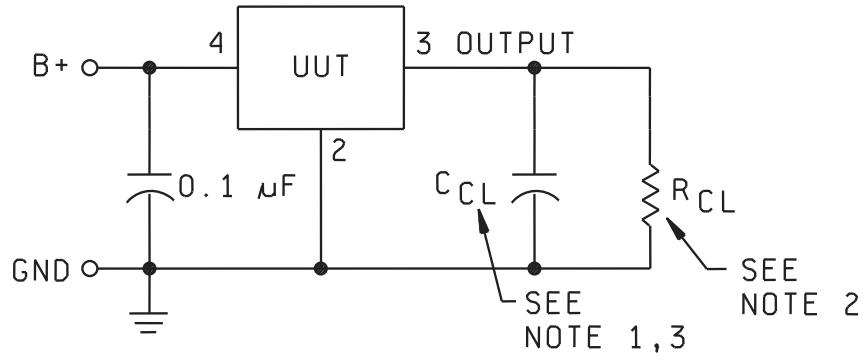 4
3 OUTPUT
B+
UUT
2
0.1 µF
C CL
R CL
GND
SEE
NOTE 2
SEE
NOTE 1,3